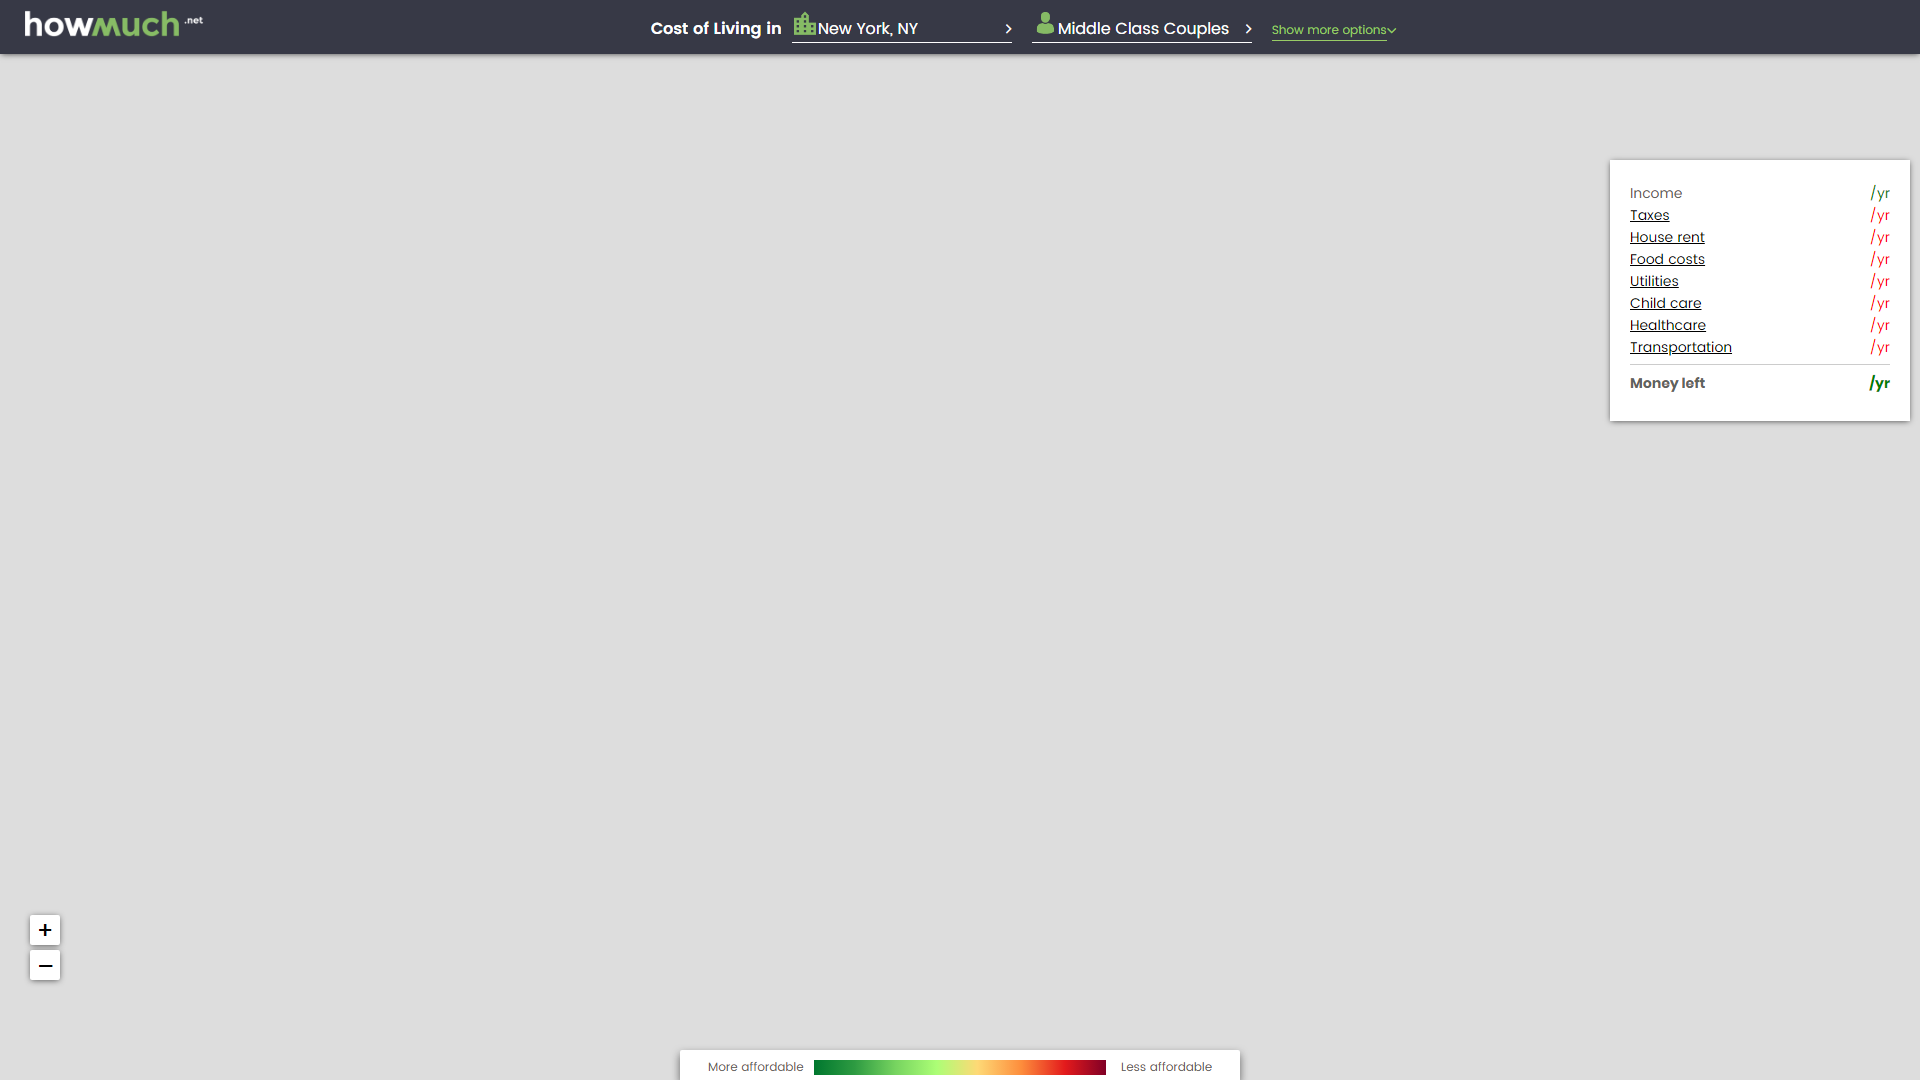 howmuch.net
Cost of Living in New York, NY Middle Class Couples Show more options
Income /yr
Taxes /yr
House rent /yr
Food costs /yr
Utilities /yr
Child care /yr
Healthcare /yr
Transportation /yr
Money left /yr
+
−
More affordable Less affordable